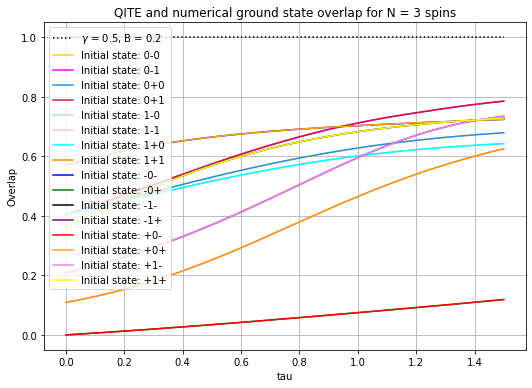 QITE and numerical ground state overlap for N = 3 spins
γ = 0.5, B = 0.2
Initial state: 0-0
Initial state: 0-1
Initial state: 0+0
Initial state: 0+1
Initial state: 1-0
Initial state: 1-1
Initial state: 1+0
Initial state: 1+1
Initial state: -0-
Initial state: -0+
Initial state: -1-
Initial state: -1+
Initial state: +0-
Initial state: +0+
Initial state: +1-
Initial state: +1+
Overlap
1.0
0.8
0.6
0.4
0.2
0.0
0.0 0.2 0.4 0.6 0.8 1.0 1.2 1.4
tau